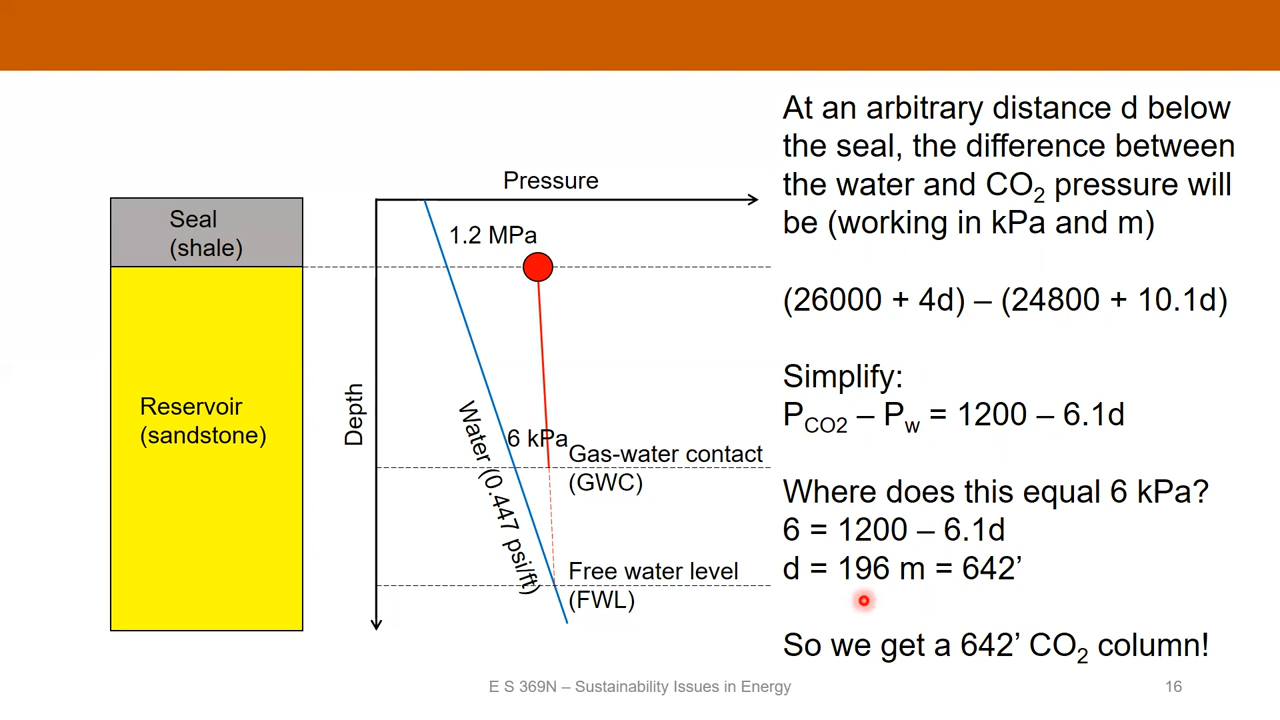 At an arbitrary distance d below
the seal, the difference between
the water and CO₂ pressure will
be (working in kPa and m)
(26000 + 4d) – (24800 + 10.1d)
Simplify:
P_CO2 – P_w = 1200 – 6.1d
Where does this equal 6 kPa?
6 = 1200 – 6.1d
d = 196 m = 642’
So we get a 642’ CO₂ column!
Pressure
Seal
(shale)
1.2 MPa
Reservoir
(sandstone)
Depth
Water (0.447 psi/ft)
6 kPa
Gas-water contact
(GWC)
Free water level
(FWL)
E S 369N – Sustainability Issues in Energy
16